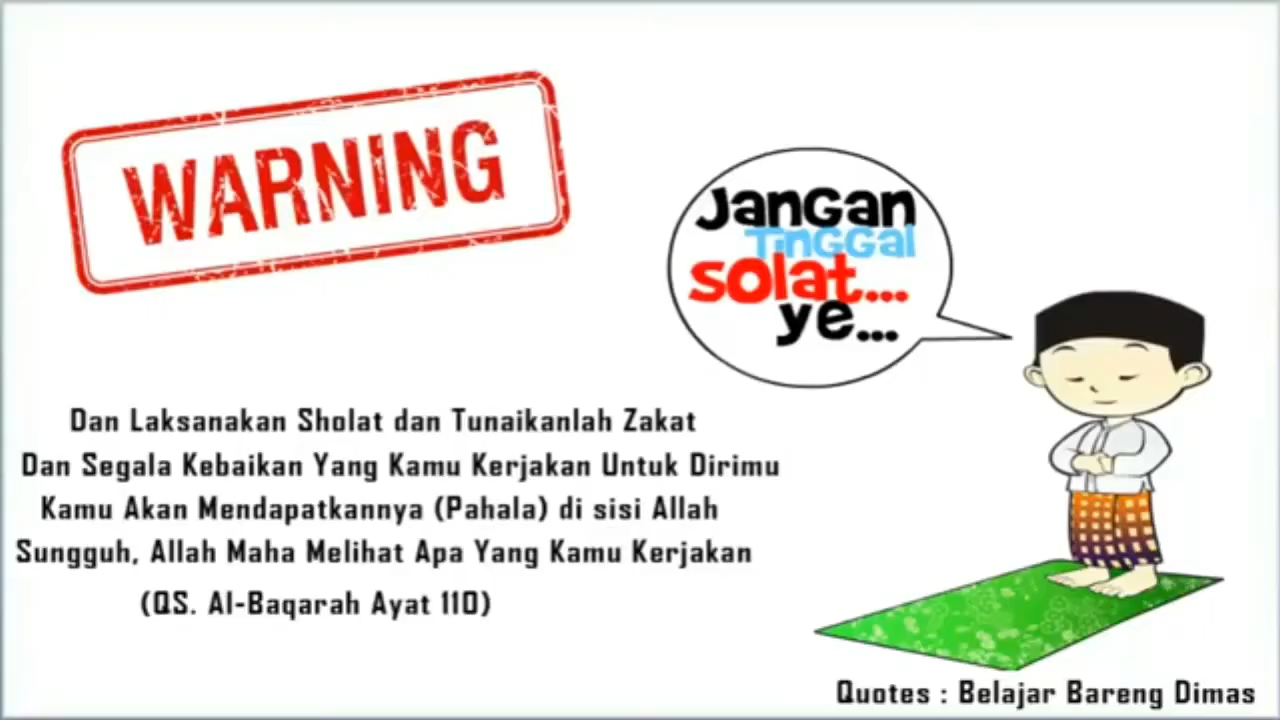 WARNING
JanGan
TinGGal
SOlat...
ye...
Dan Laksanakan Sholat dan Tunaikanlah Zakat
Dan Segala Kebaikan Yang Kamu Kerjakan Untuk Dirimu
Kamu Akan Mendapatkannya (Pahala) di sisi Allah
Sungguh, Allah Maha Melihat Apa Yang Kamu Kerjakan
(QS. Al-Baqarah Ayat 110)
Quotes : Belajar Bareng Dimas